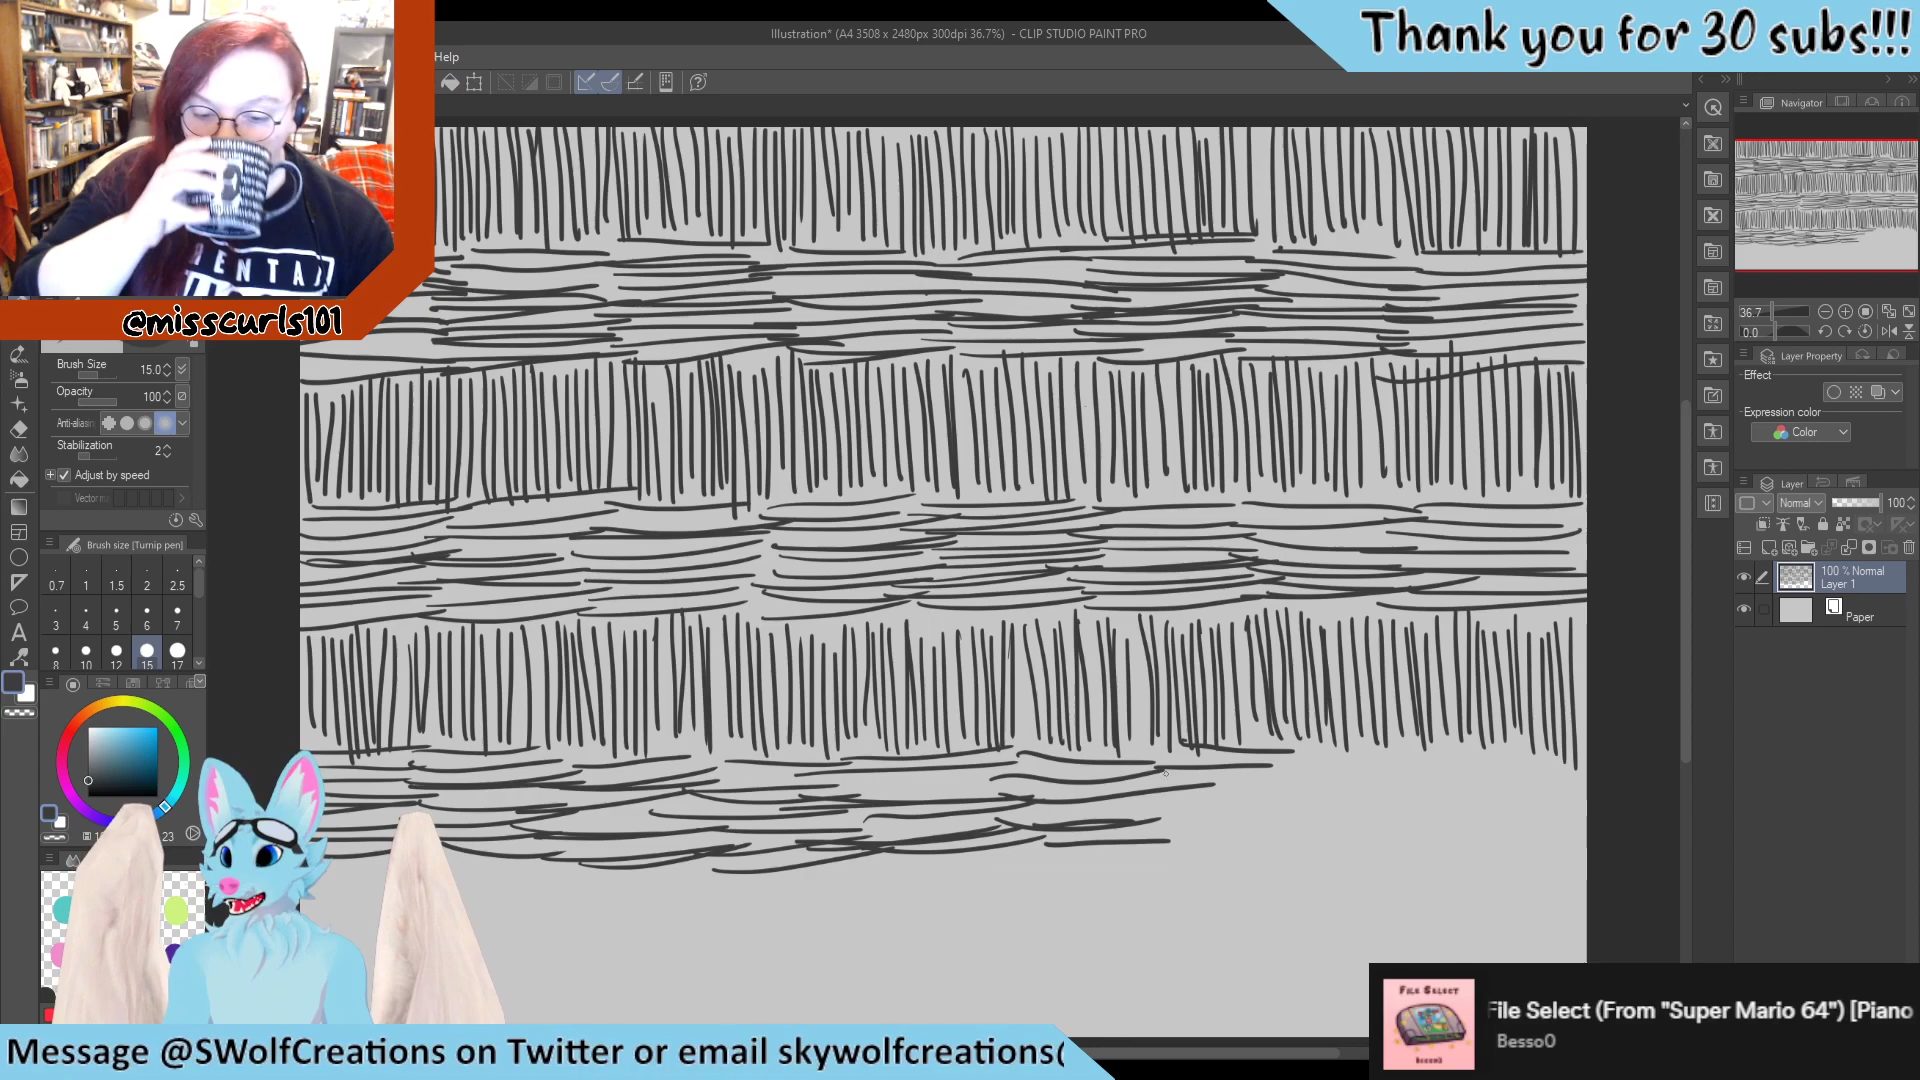 Thank you for 30 subs!!!
Illustration* (A4 3508 x 2480px 300dpi 36.7%) - CLIP STUDIO PAINT PRO
Help
Navigator
@misscurls101
36.7
0.0
Layer Property
Effect
Expression color
Color
Brush Size 15.0
Opacity 100
Anti-aliasin
Stabilization 2
Adjust by speed
Layer
Normal 100
Brush size [Turnip pen]
0.7 1 1.5 2 2.5
3 4 5 6 7
8 10 12 15 17
100 % Normal
Layer 1
Paper
23
FILE SELECT
File Select (From "Super Mario 64") [Piano
Besso0
Message @SWolfCreations on Twitter or email skywolfcreations(